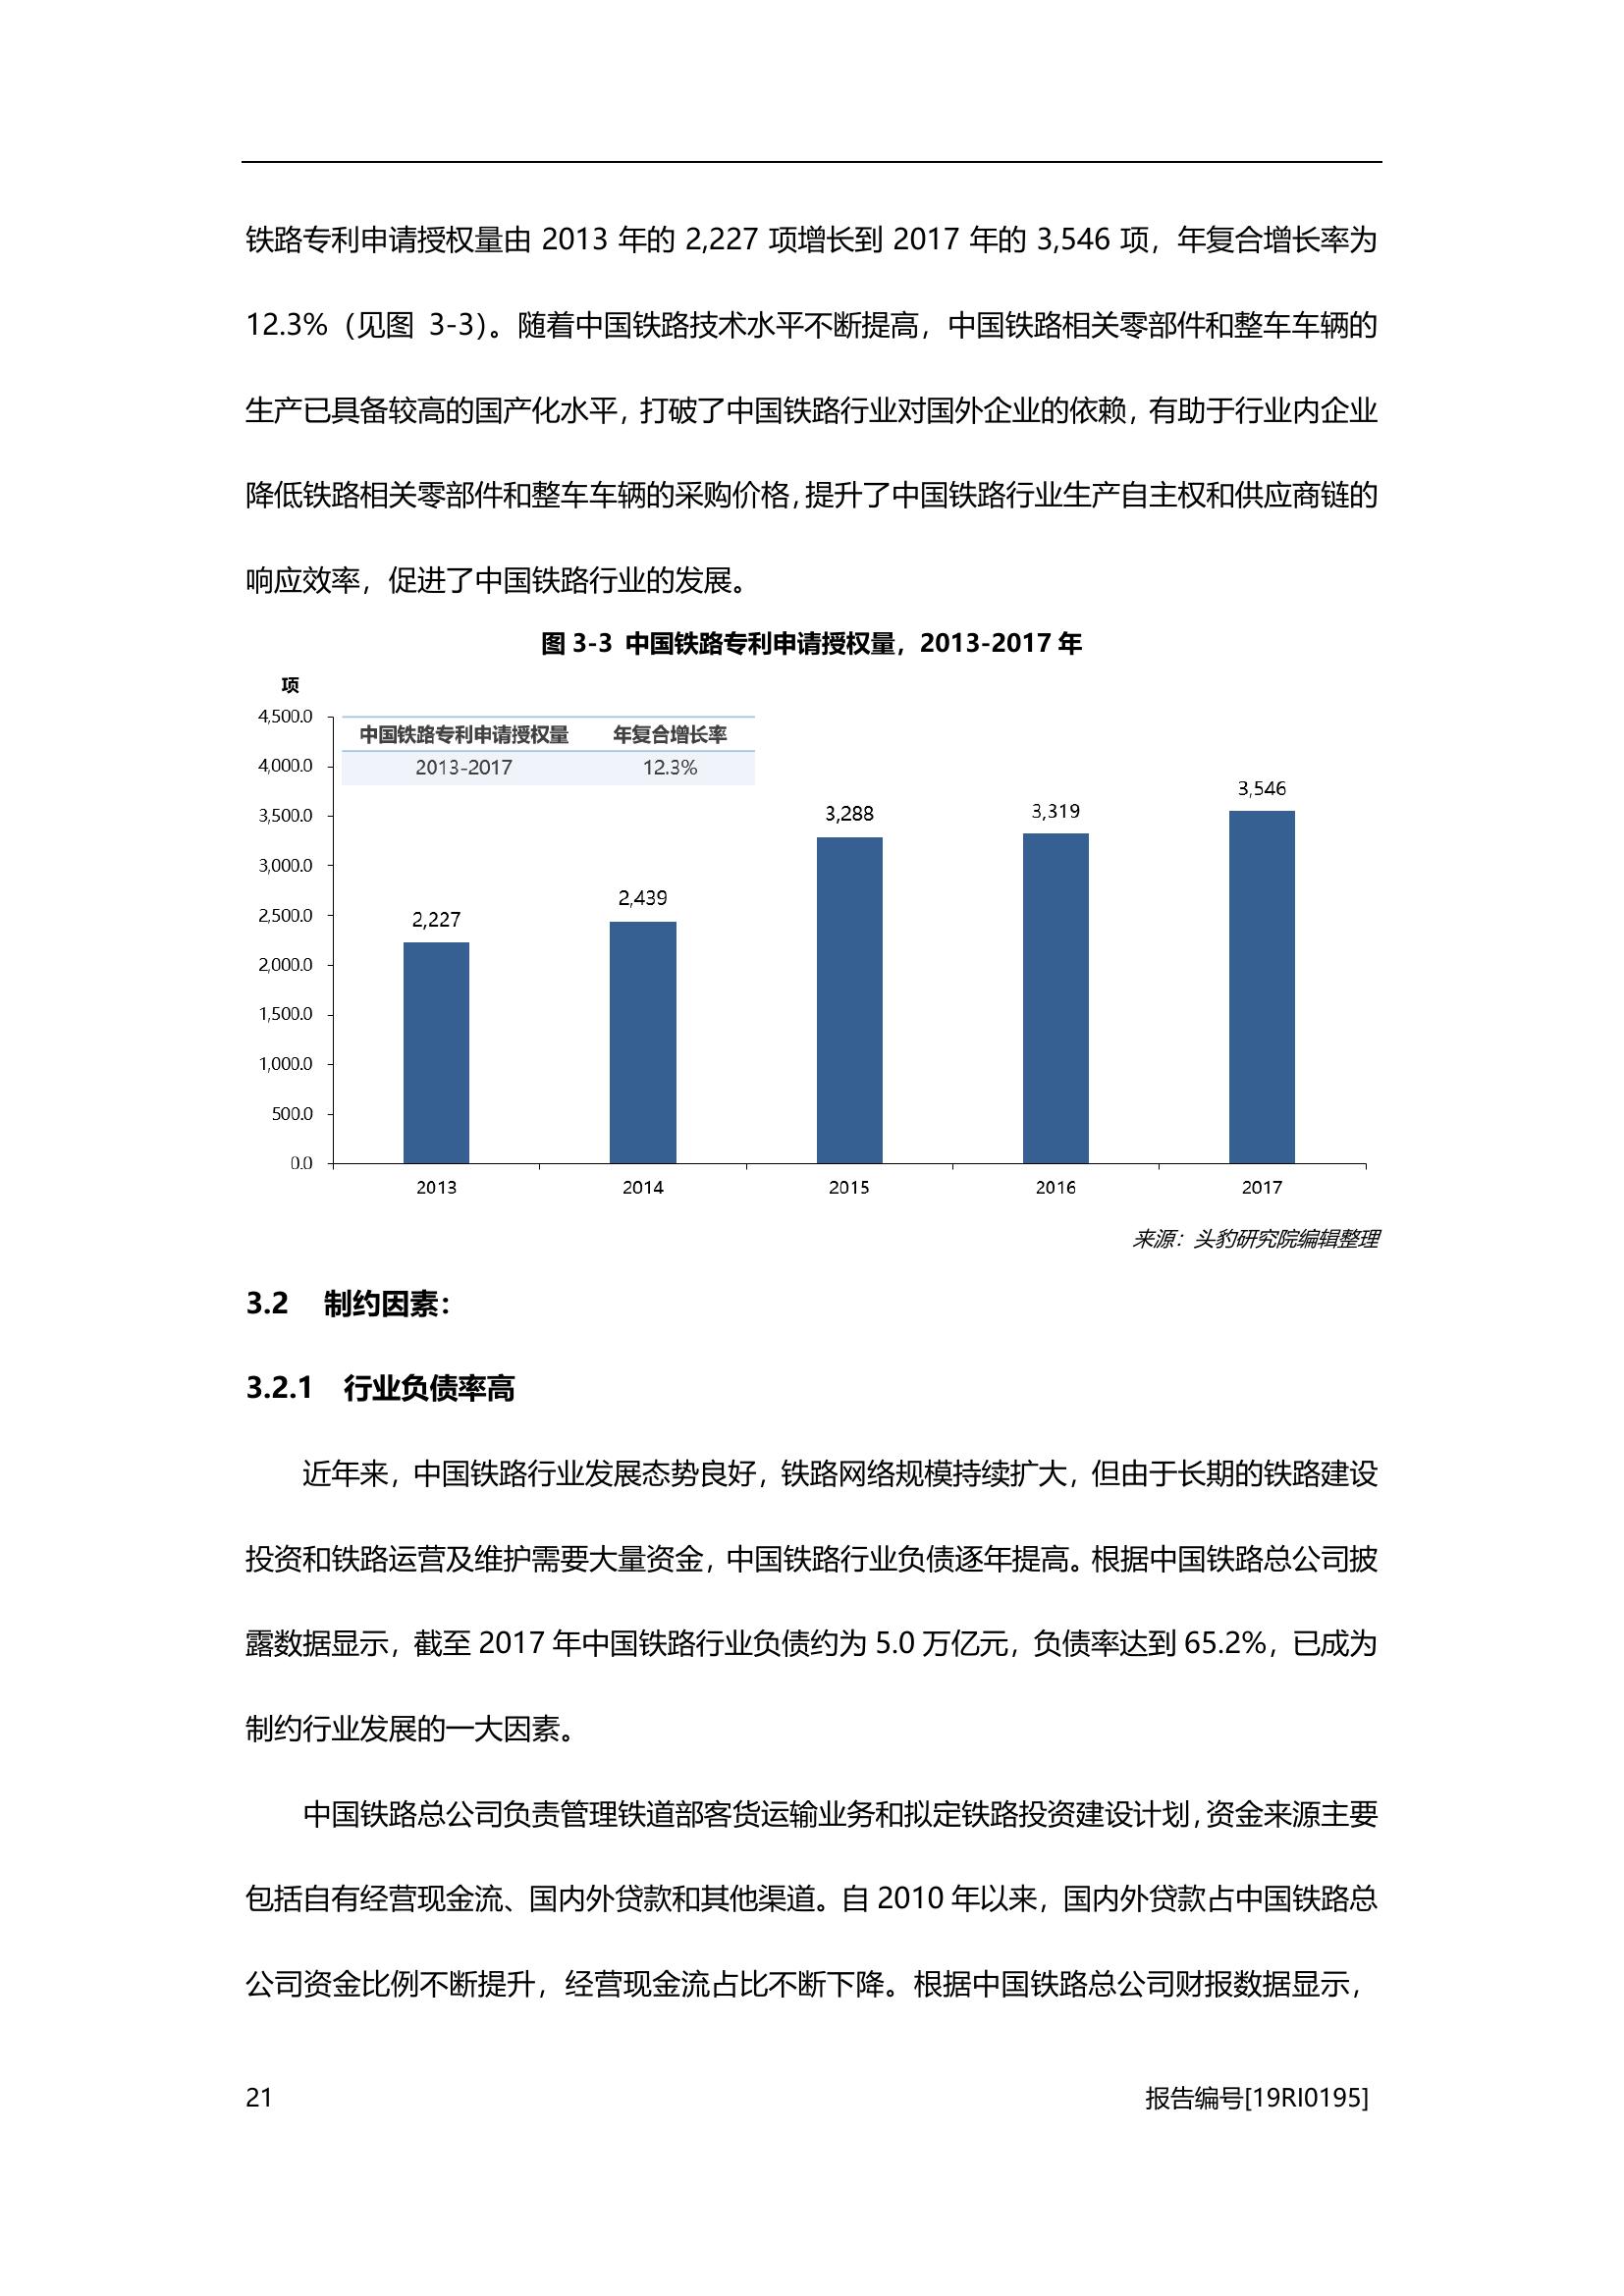 铁路专利申请授权量由 2013 年的 2,227 项增长到 2017 年的 3,546 项，年复合增长率为
12.3%（见图 3-3）。随着中国铁路技术水平不断提高，中国铁路相关零部件和整车车辆的
生产已具备较高的国产化水平，打破了中国铁路行业对国外企业的依赖，有助于行业内企业
降低铁路相关零部件和整车车辆的采购价格，提升了中国铁路行业生产自主权和供应商链的
响应效率，促进了中国铁路行业的发展。
图 3-3 中国铁路专利申请授权量，2013-2017 年
项
4,500.0
4,000.0
3,500.0
3,000.0
2,500.0
2,000.0
1,500.0
1,000.0
500.0
0.0
中国铁路专利申请授权量 年复合增长率
2013-2017 12.3%
2,227
2,439
3,288
3,319
3,546
2013 2014 2015 2016 2017
来源：头豹研究院编辑整理
3.2 制约因素：
3.2.1 行业负债率高
近年来，中国铁路行业发展态势良好，铁路网络规模持续扩大，但由于长期的铁路建设
投资和铁路运营及维护需要大量资金，中国铁路行业负债逐年提高。根据中国铁路总公司披
露数据显示，截至 2017 年中国铁路行业负债约为 5.0 万亿元，负债率达到 65.2%，已成为
制约行业发展的一大因素。
中国铁路总公司负责管理铁道部客货运输业务和拟定铁路投资建设计划，资金来源主要
包括自有经营现金流、国内外贷款和其他渠道。自 2010 年以来，国内外贷款占中国铁路总
公司资金比例不断提升，经营现金流占比不断下降。根据中国铁路总公司财报数据显示，
21 报告编号[19RI0195]